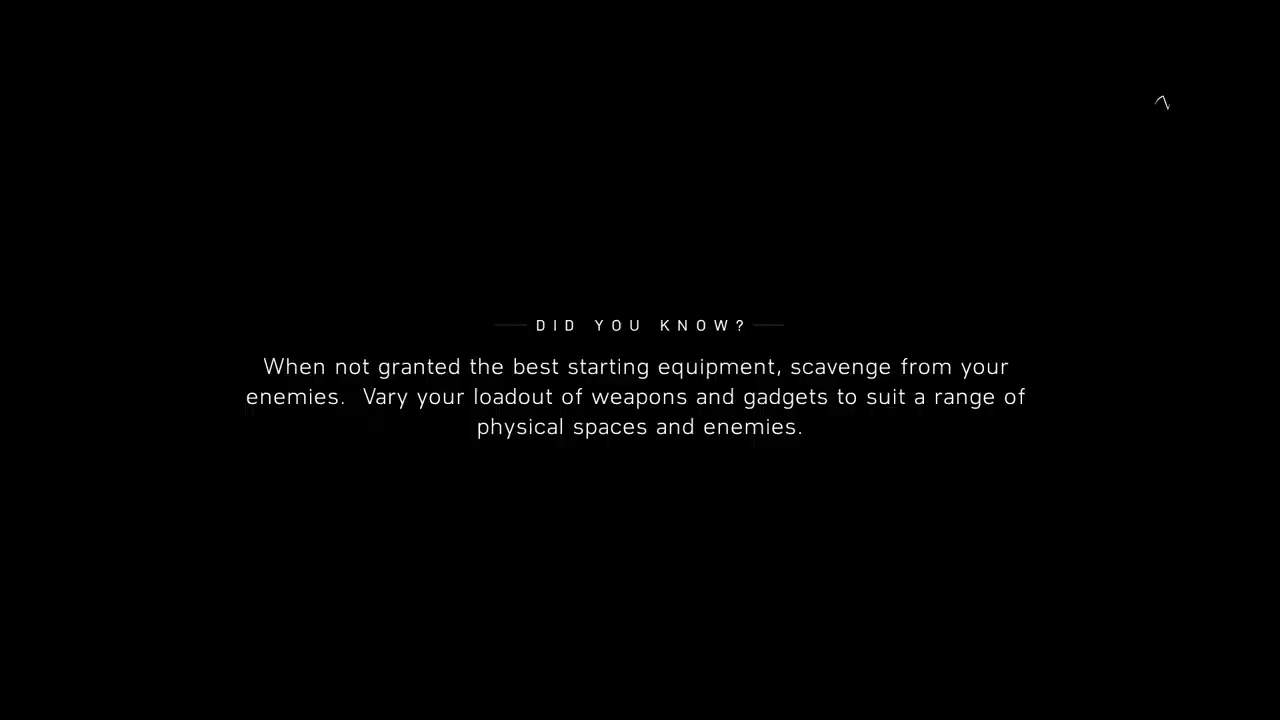 DID YOU KNOW?
When not granted the best starting equipment, scavenge from your
enemies.  Vary your loadout of weapons and gadgets to suit a range of
physical spaces and enemies.